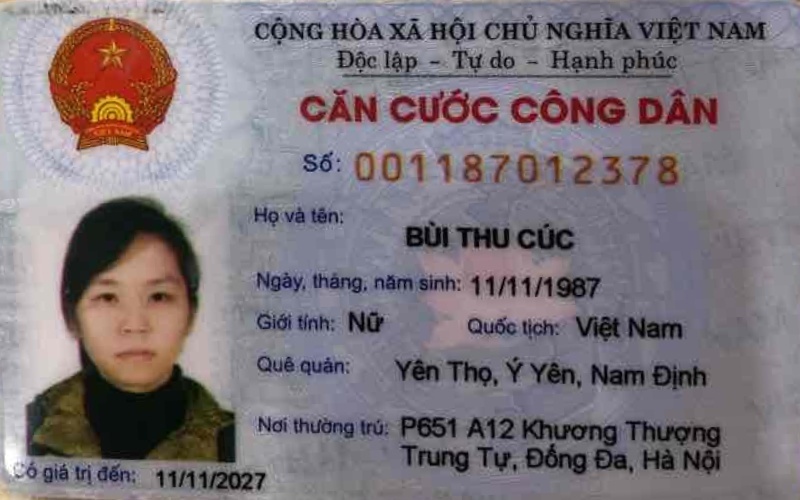 CỘNG HÒA XÃ HỘI CHỦ NGHĨA VIỆT NAM
Độc lập - Tự do - Hạnh phúc
CĂN CƯỚC CÔNG DÂN
Số: 001187012378
Họ và tên:
BÙI THU CÚC
Ngày, tháng, năm sinh: 11/11/1987
Giới tính: Nữ Quốc tịch: Việt Nam
Quê quán: Yên Thọ, Ý Yên, Nam Định
Nơi thường trú: P651 A12 Khương Thượng
Trung Tự, Đống Đa, Hà Nội
Có giá trị đến: 11/11/2027
VIỆT NAM